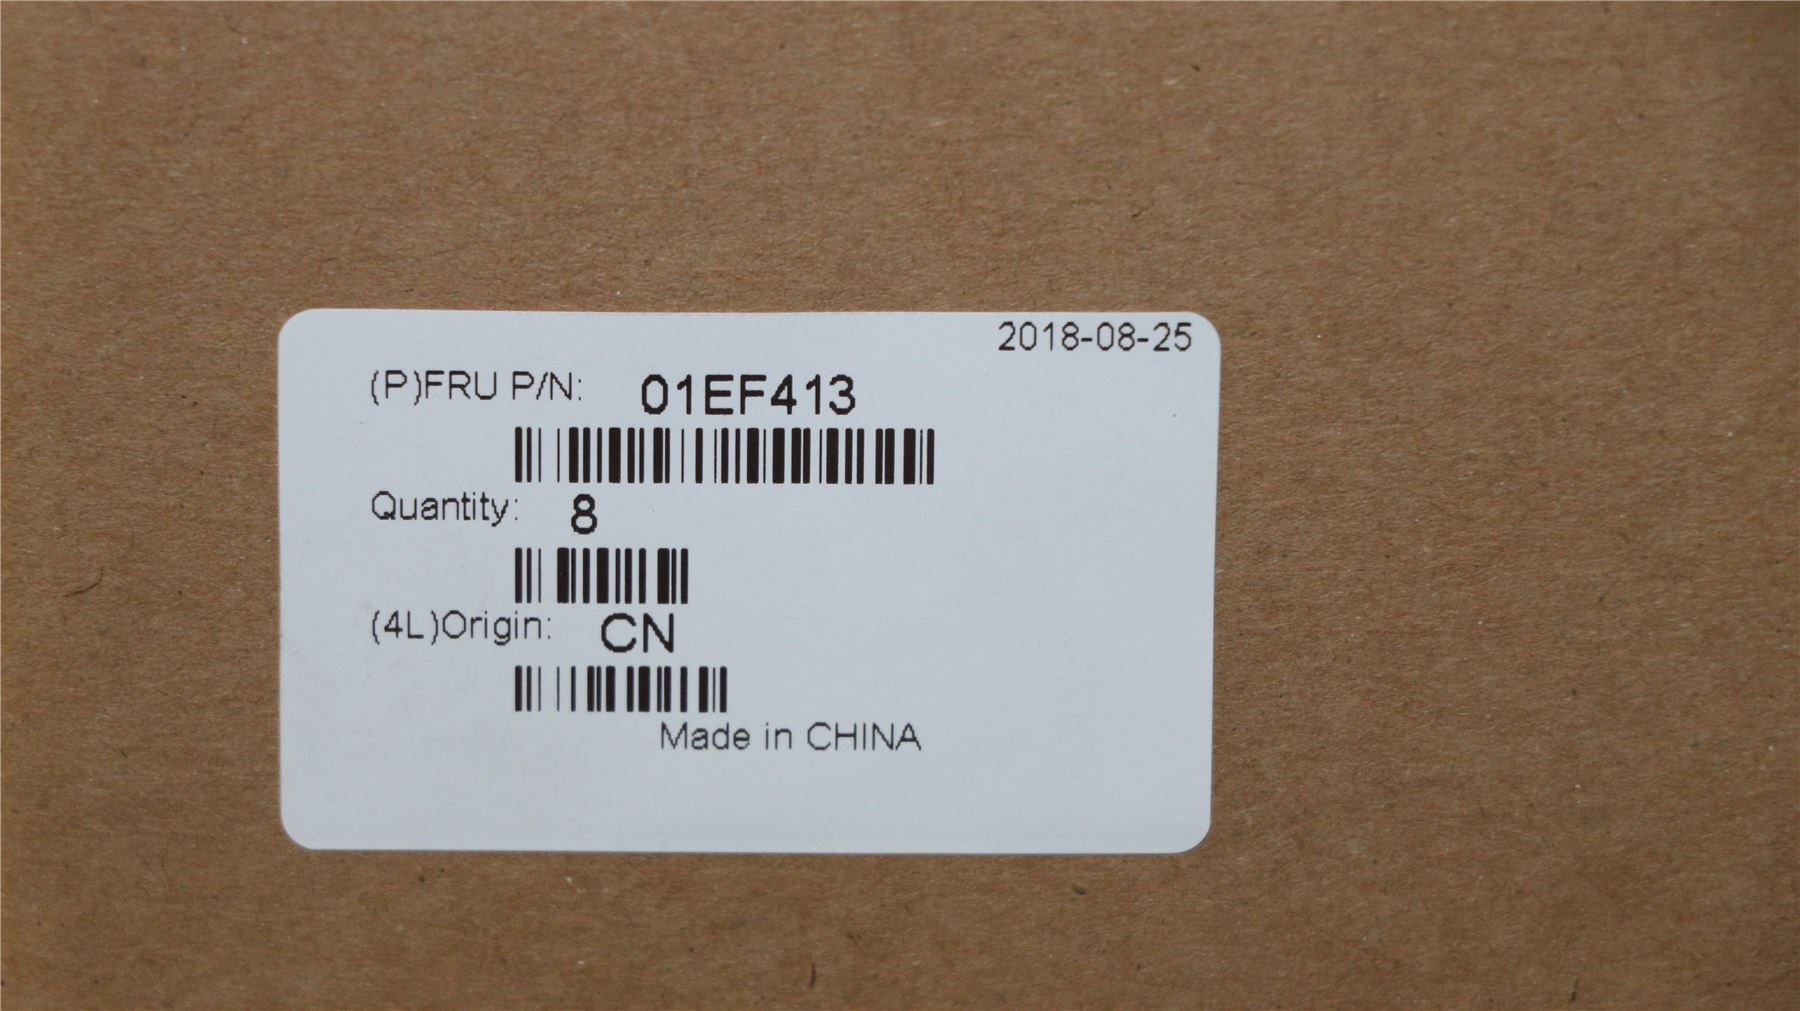 2018-08-25
(P)FRU P/N: 01EF413
Quantity: 8
(4L)Origin: CN
Made in CHINA